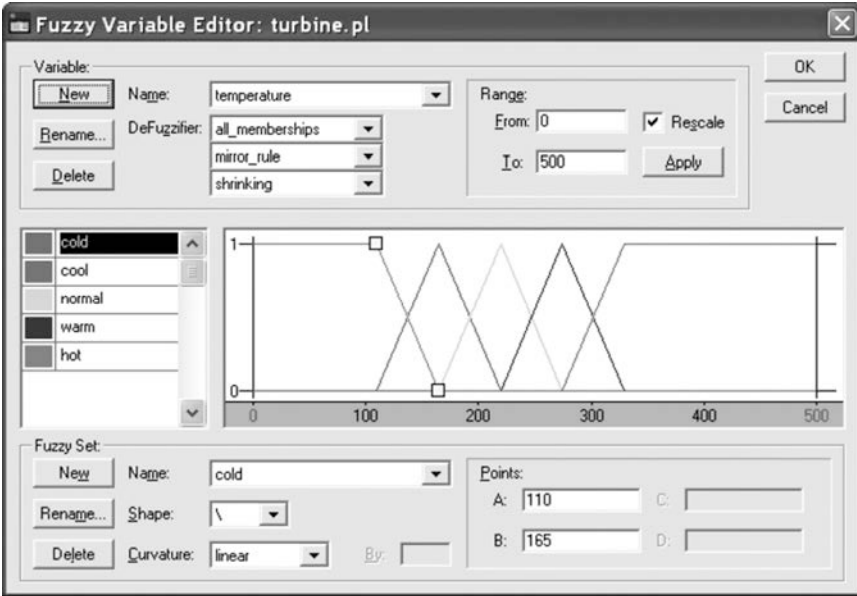 Fuzzy Variable Editor: turbine.pl
Variable:
New
Name:
temperature
Rename...
DeFuzzifier:
all_memberships
mirror_rule
Delete
shrinking
Range:
From:
0
Rescale
To:
500
Apply
OK
Cancel
cold
cool
normal
warm
hot
1
0
0 100 200 300 400 500
Fuzzy Set:
New
Name:
cold
Rename...
Shape:
\
Delete
Curvature:
linear
By:
Points:
A:
110
C:
B:
165
D: